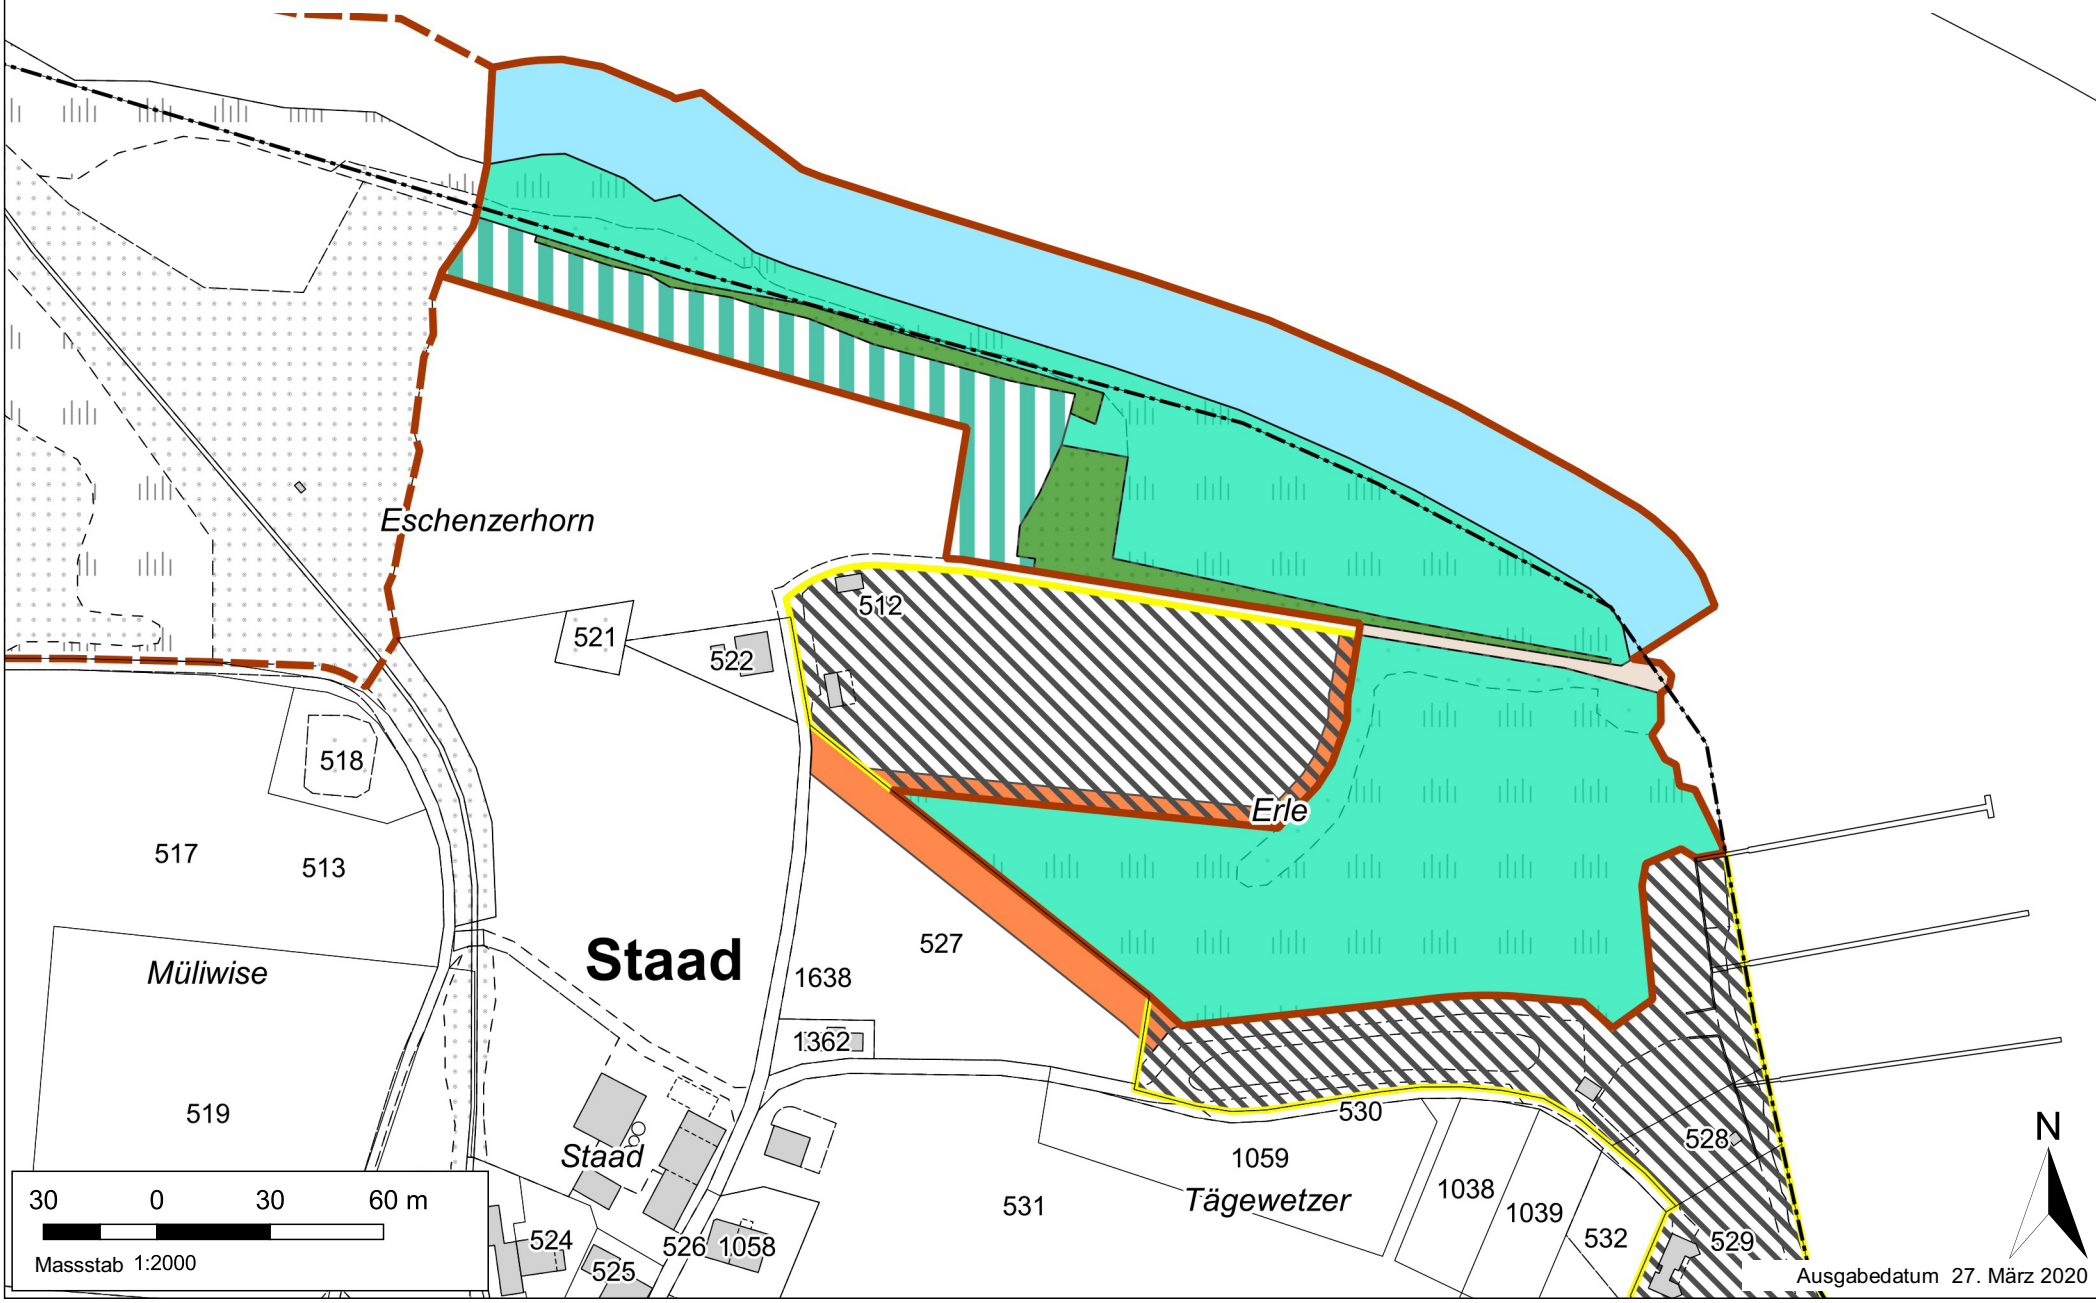 Eschenzerhorn
512
521
522
518
Erle
517
513
527
Staad
Müliwise
1638
1362
519
530
528
Staad
1059
1038
Tägewetzer
531
1039
532
529
524
526
1058
525
N
30 0 30 60 m
Massstab 1:2000
Ausgabedatum 27. März 2020